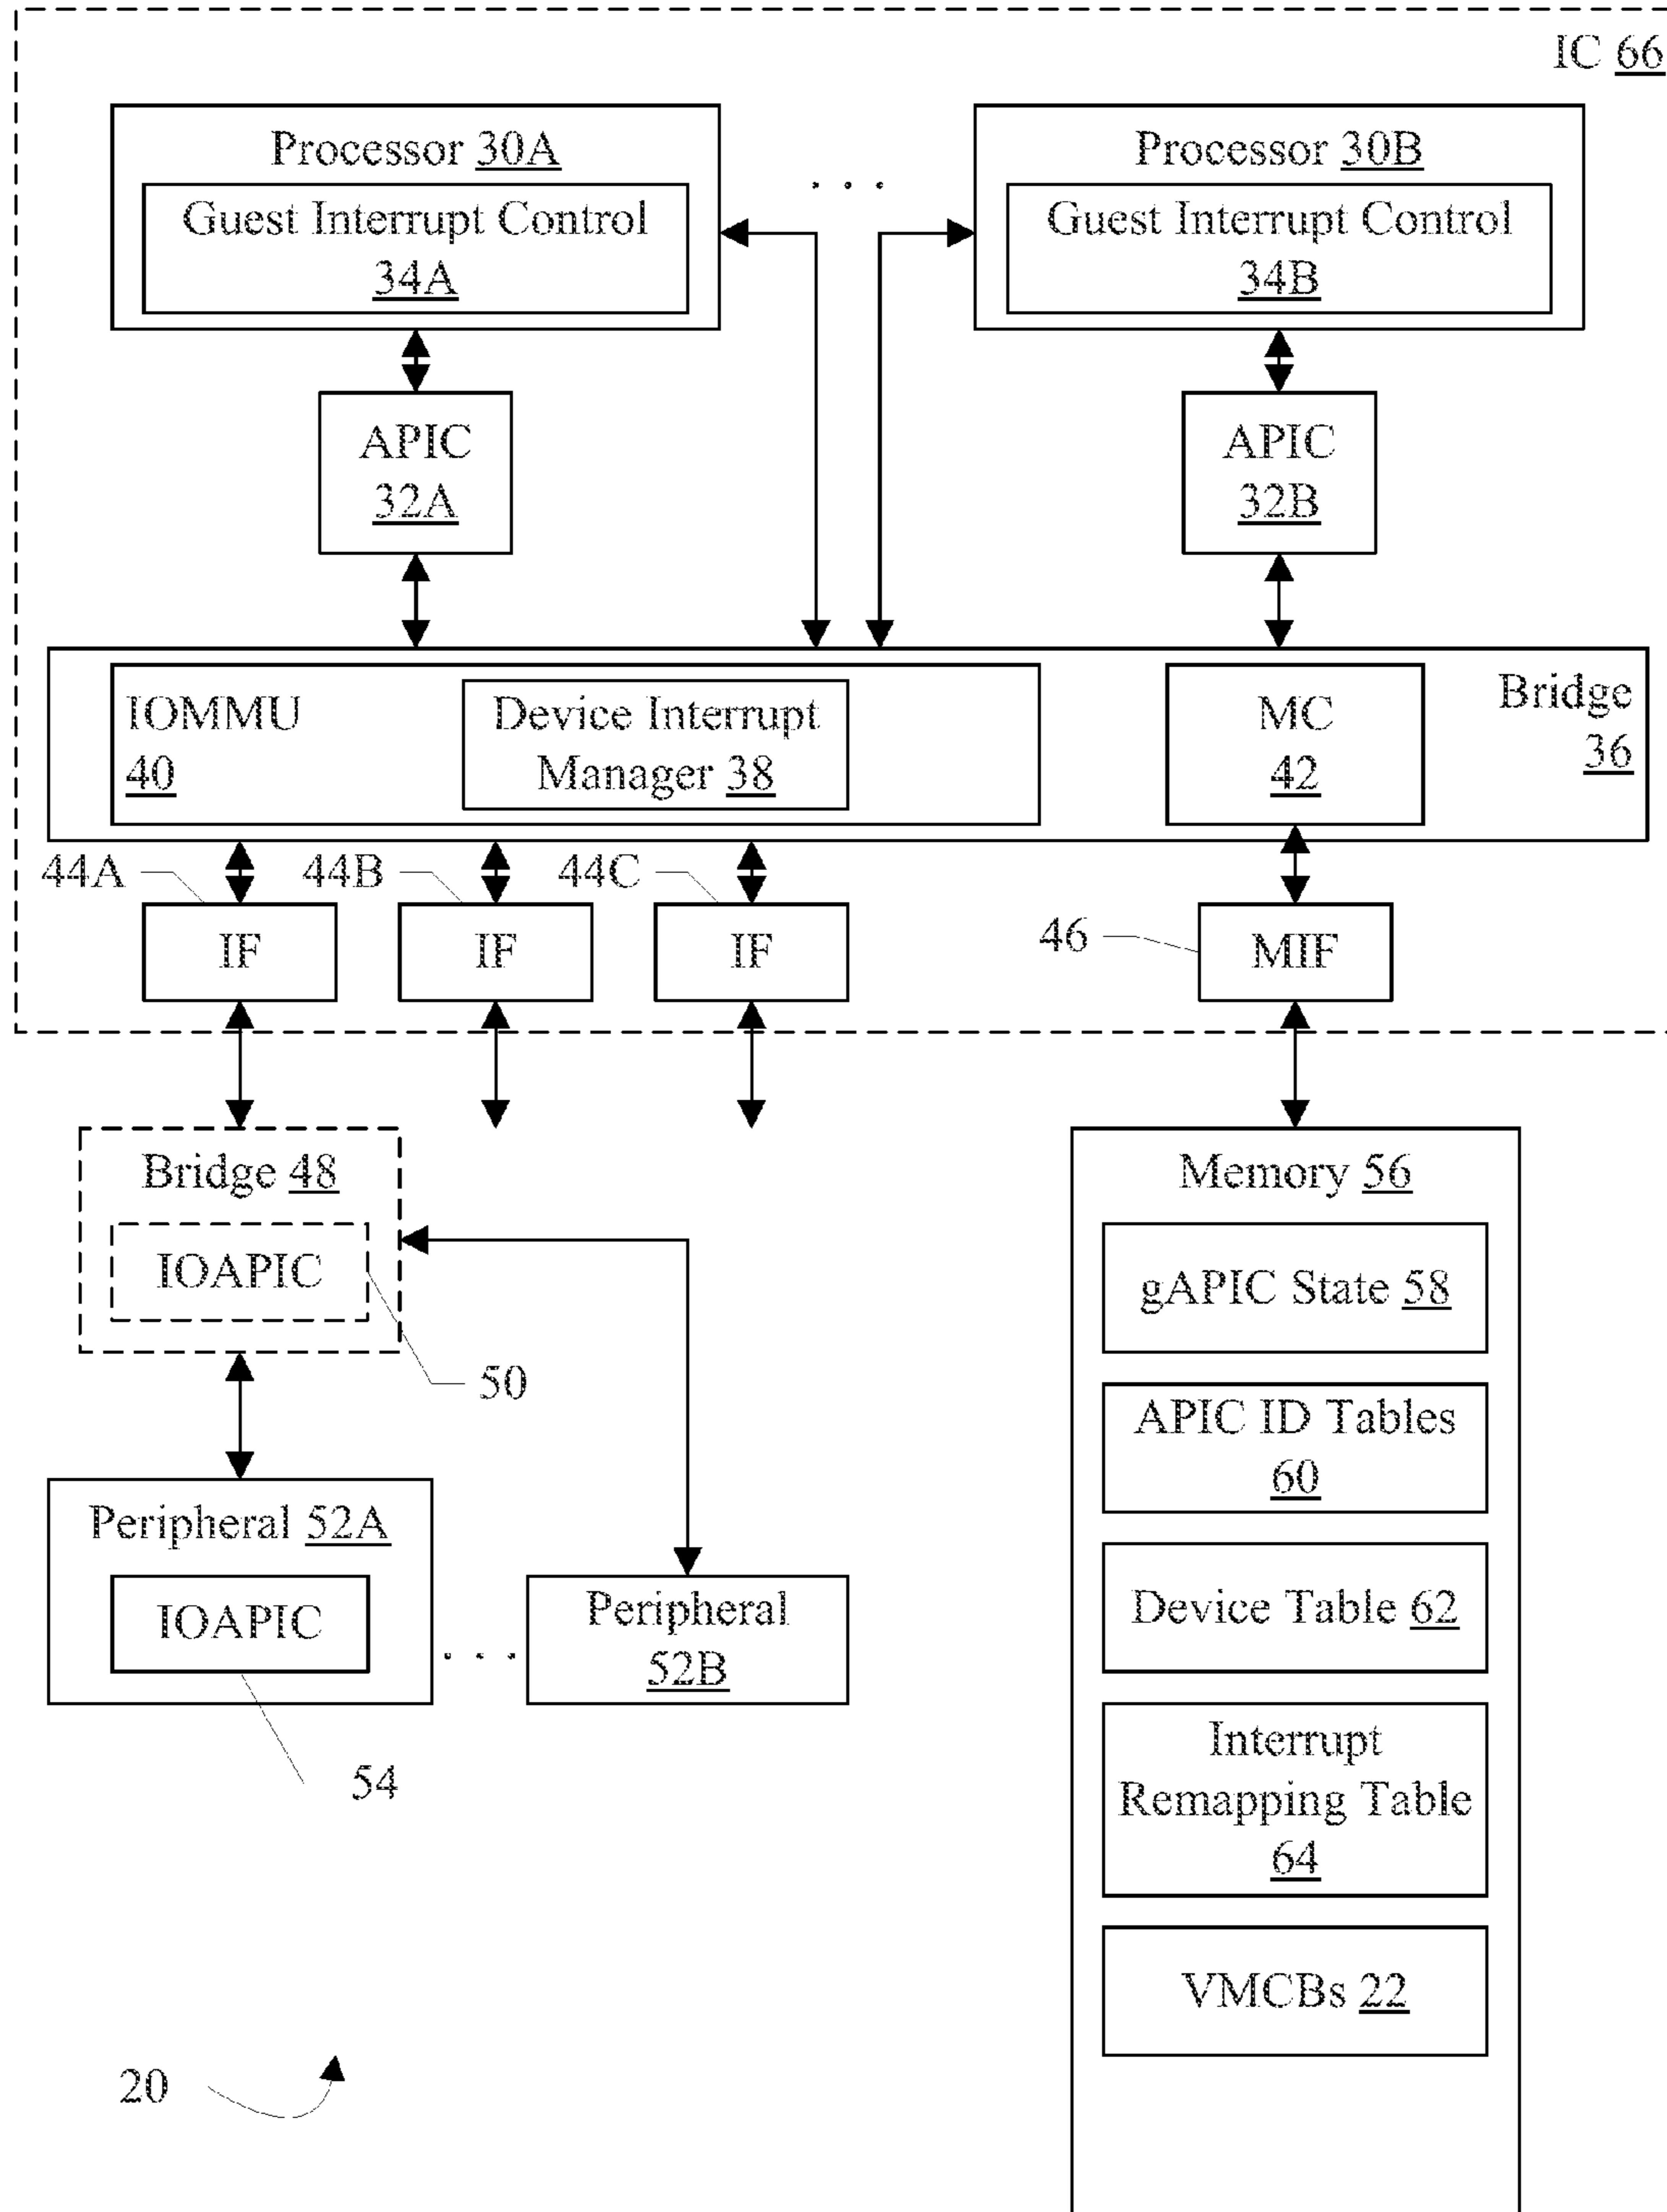 IC 66
Processor 30A
Guest Interrupt Control
34A
Processor 30B
Guest Interrupt Control
34B
APIC
32A
APIC
32B
IOMMU
40
Device Interrupt
Manager 38
MC
42
Bridge
36
44A
44B
44C
IF
IF
IF
46
MIF
Bridge 48
IOAPIC
50
Peripheral 52A
IOAPIC
54
Peripheral
52B
Memory 56
gAPIC State 58
APIC ID Tables
60
Device Table 62
Interrupt
Remapping Table
64
VMCBs 22
20